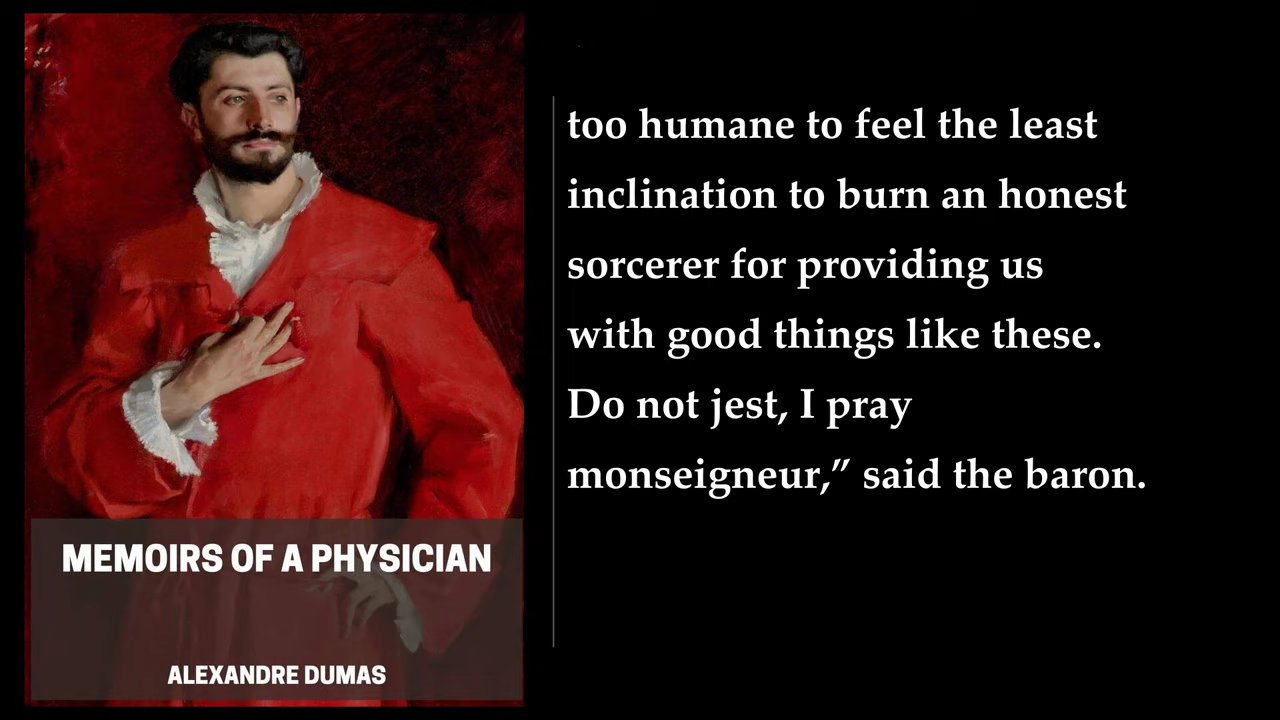 too humane to feel the least
inclination to burn an honest
sorcerer for providing us
with good things like these.
Do not jest, I pray
monseigneur,” said the baron.
MEMOIRS OF A PHYSICIAN
ALEXANDRE DUMAS